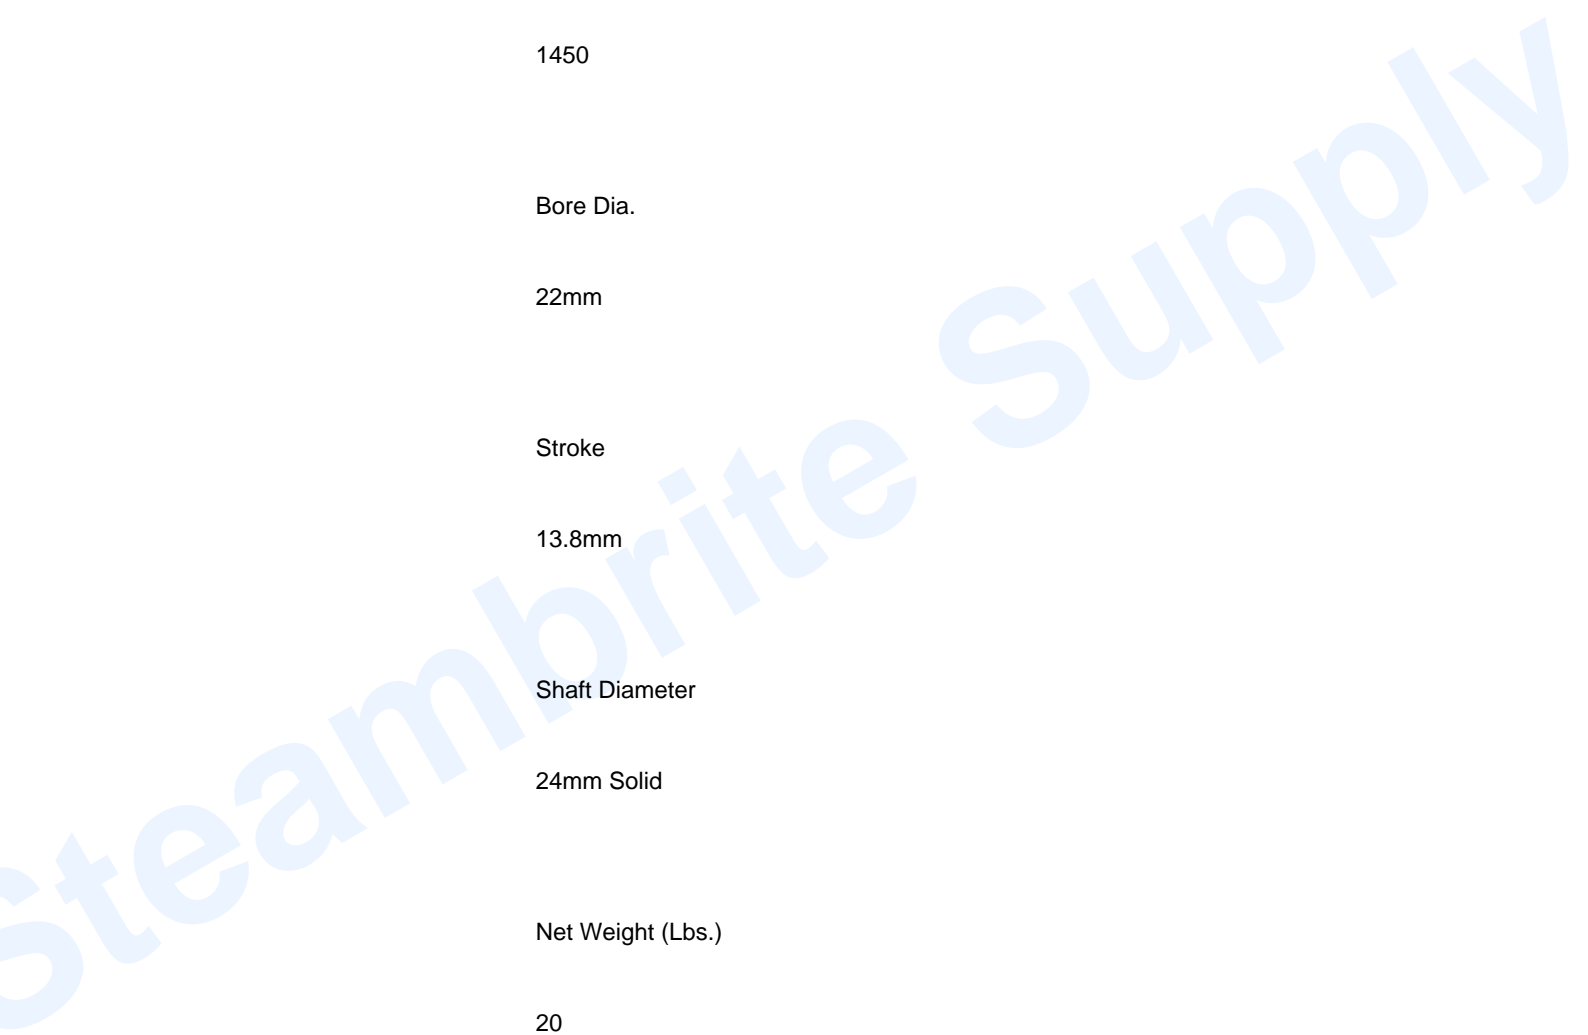 1450
Bore Dia.
22mm
Stroke
13.8mm
Shaft Diameter
24mm Solid
Net Weight (Lbs.)
20
Steambrite Supply